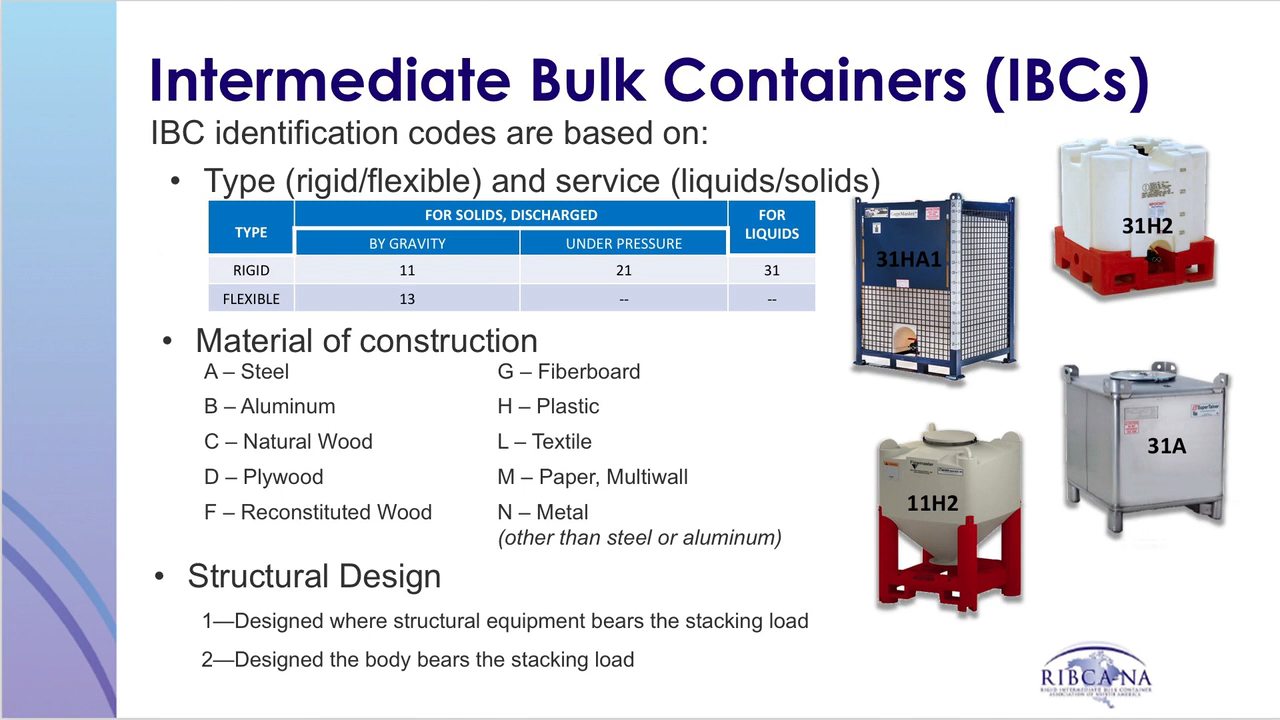 Intermediate Bulk Containers (IBCs)
IBC identification codes are based on:
• Type (rigid/flexible) and service (liquids/solids)
TYPE
FOR SOLIDS, DISCHARGED
FOR
LIQUIDS
BY GRAVITY
UNDER PRESSURE
RIGID 11 21 31
FLEXIBLE 13 -- --
• Material of construction
A – Steel
B – Aluminum
C – Natural Wood
D – Plywood
F – Reconstituted Wood
G – Fiberboard
H – Plastic
L – Textile
M – Paper, Multiwall
N – Metal
(other than steel or aluminum)
• Structural Design
1—Designed where structural equipment bears the stacking load
2—Designed the body bears the stacking load
31HA1
31H2
11H2
31A
RIBCA-NA
RIGID INTERMEDIATE BULK CONTAINER
ASSOCIATION OF NORTH AMERICA